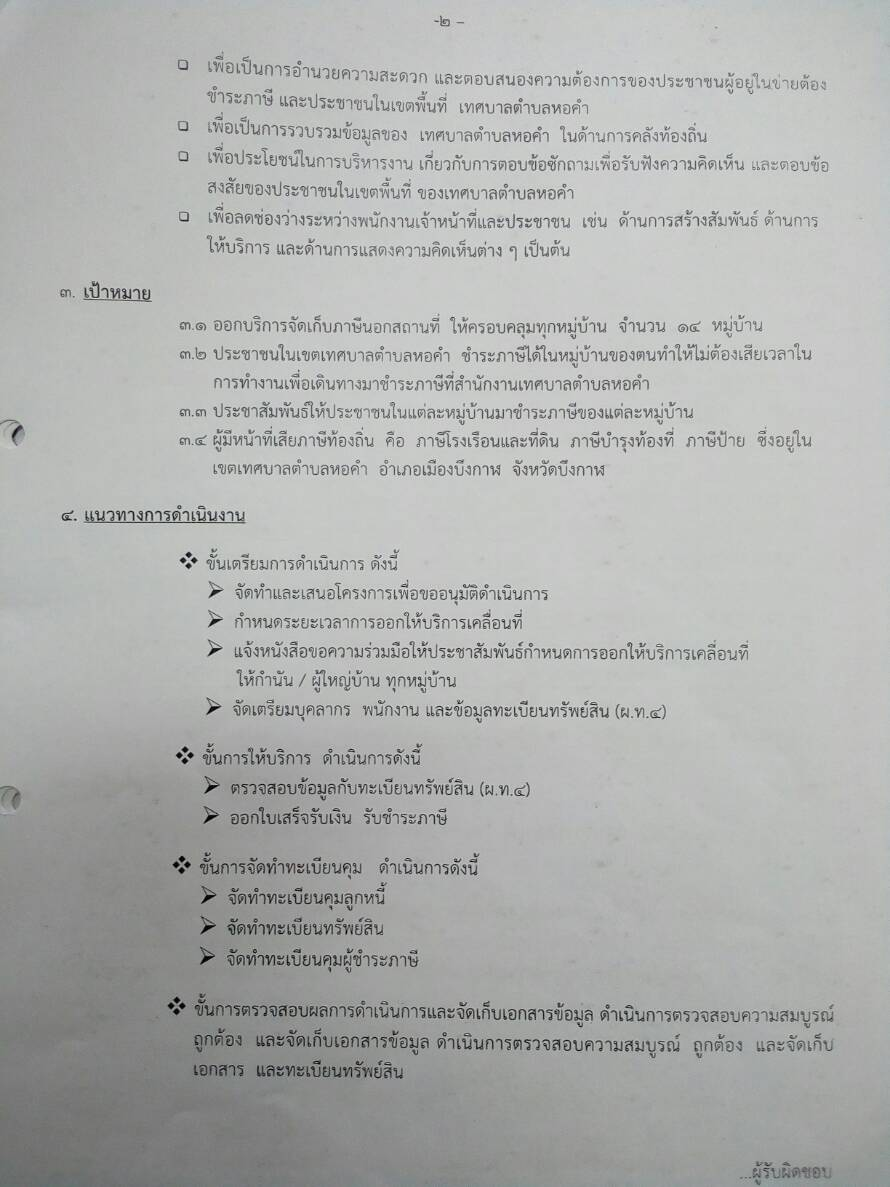 -๒ –
❑ เพื่อเป็นการอำนวยความสะดวก และตอบสนองความต้องการของประชาชนผู้อยู่ในข่ายต้อง
ชำระภาษี และประชาชนในเขตพื้นที่ เทศบาลตำบลหอคำ
❑ เพื่อเป็นการรวบรวมข้อมูลของ เทศบาลตำบลหอคำ ในด้านการคลังท้องถิ่น
❑ เพื่อประโยชน์ในการบริหารงาน เกี่ยวกับการตอบข้อซักถามเพื่อรับฟังความคิดเห็น และตอบข้อ
สงสัยของประชาชนในเขตพื้นที่ ของเทศบาลตำบลหอคำ
❑ เพื่อลดช่องว่างระหว่างพนักงานเจ้าหน้าที่และประชาชน เช่น ด้านการสร้างสัมพันธ์ ด้านการ
ให้บริการ และด้านการแสดงความคิดเห็นต่าง ๆ เป็นต้น
๓. เป้าหมาย
๓.๑ ออกบริการจัดเก็บภาษีนอกสถานที่ ให้ครอบคลุมทุกหมู่บ้าน จำนวน ๑๔ หมู่บ้าน
๓.๒ ประชาชนในเขตเทศบาลตำบลหอคำ ชำระภาษีได้ในหมู่บ้านของตนทำให้ไม่ต้องเสียเวลาใน
การทำงานเพื่อเดินทางมาชำระภาษีที่สำนักงานเทศบาลตำบลหอคำ
๓.๓ ประชาสัมพันธ์ให้ประชาชนในแต่ละหมู่บ้านมาชำระภาษีของแต่ละหมู่บ้าน
๓.๔ ผู้มีหน้าที่เสียภาษีท้องถิ่น คือ ภาษีโรงเรือนและที่ดิน ภาษีบำรุงท้องที่ ภาษีป้าย ซึ่งอยู่ใน
เขตเทศบาลตำบลหอคำ อำเภอเมืองบึงกาฬ จังหวัดบึงกาฬ
๔. แนวทางการดำเนินงาน
❖ ขั้นเตรียมการดำเนินการ ดังนี้
➢ จัดทำและเสนอโครงการเพื่อขออนุมัติดำเนินการ
➢ กำหนดระยะเวลาการออกให้บริการเคลื่อนที่
➢ แจ้งหนังสือขอความร่วมมือให้ประชาสัมพันธ์กำหนดการออกให้บริการเคลื่อนที่
ให้กำนัน / ผู้ใหญ่บ้าน ทุกหมู่บ้าน
➢ จัดเตรียมบุคลากร พนักงาน และข้อมูลทะเบียนทรัพย์สิน (ผ.ท.๔)
❖ ขั้นการให้บริการ ดำเนินการดังนี้
➢ ตรวจสอบข้อมูลกับทะเบียนทรัพย์สิน (ผ.ท.๔)
➢ ออกใบเสร็จรับเงิน รับชำระภาษี
❖ ขั้นการจัดทำทะเบียนคุม ดำเนินการดังนี้
➢ จัดทำทะเบียนคุมลูกหนี้
➢ จัดทำทะเบียนทรัพย์สิน
➢ จัดทำทะเบียนคุมผู้ชำระภาษี
❖ ขั้นการตรวจสอบผลการดำเนินการและจัดเก็บเอกสารข้อมูล ดำเนินการตรวจสอบความสมบูรณ์
ถูกต้อง และจัดเก็บเอกสารข้อมูล ดำเนินการตรวจสอบความสมบูรณ์ ถูกต้อง และจัดเก็บ
เอกสาร และทะเบียนทรัพย์สิน
...ผู้รับผิดชอบ